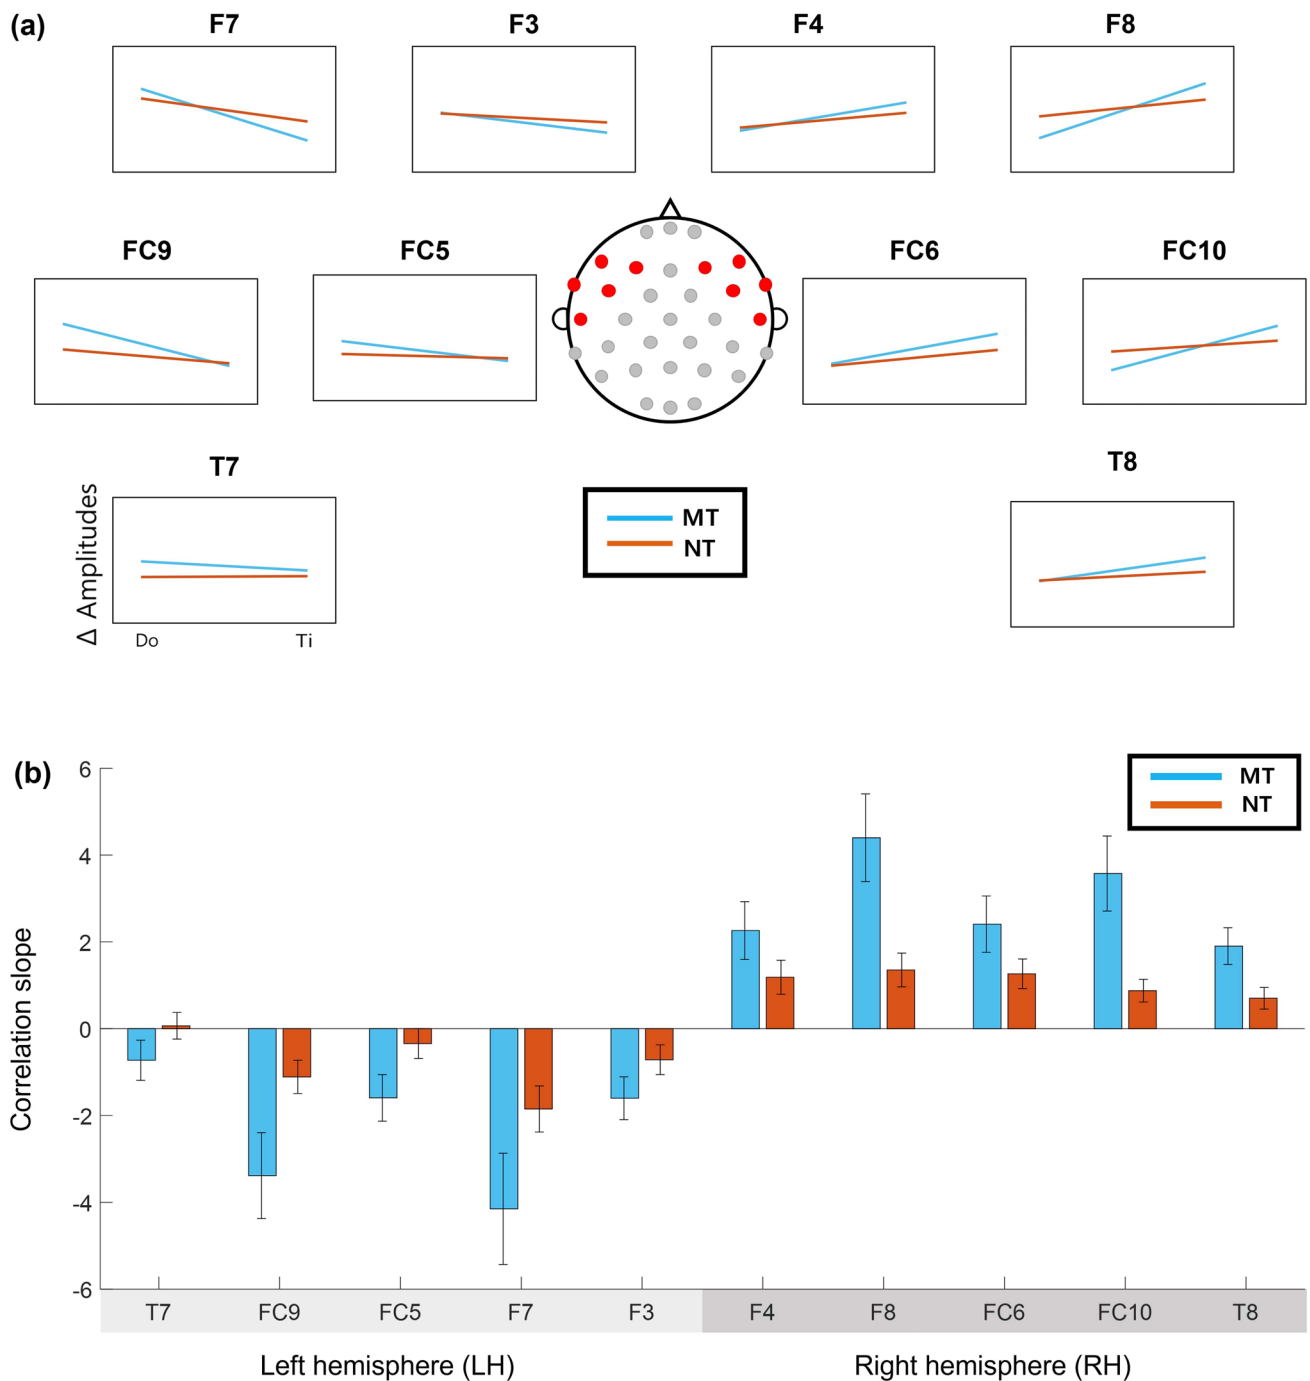 (a)
F7 F3 F4 F8
FC9 FC5 FC6 FC10
T7 T8
Δ Amplitudes
Do Ti
MT
NT
(b)
MT
NT
Correlation slope
6
4
2
0
-2
-4
-6
T7 FC9 FC5 F7 F3 F4 F8 FC6 FC10 T8
Left hemisphere (LH) Right hemisphere (RH)